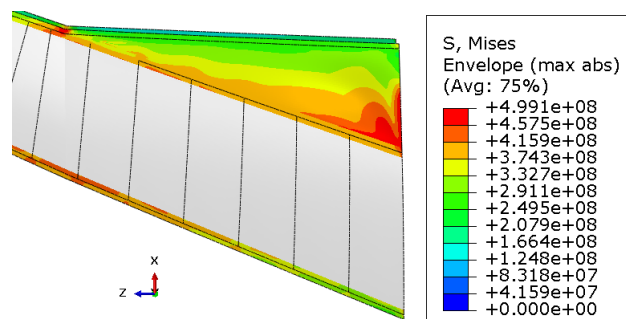 S, Mises
Envelope (max abs)
(Avg: 75%)
+4.991e+08
+4.575e+08
+4.159e+08
+3.743e+08
+3.327e+08
+2.911e+08
+2.495e+08
+2.079e+08
+1.664e+08
+1.248e+08
+8.318e+07
+4.159e+07
+0.000e+00
X
Z